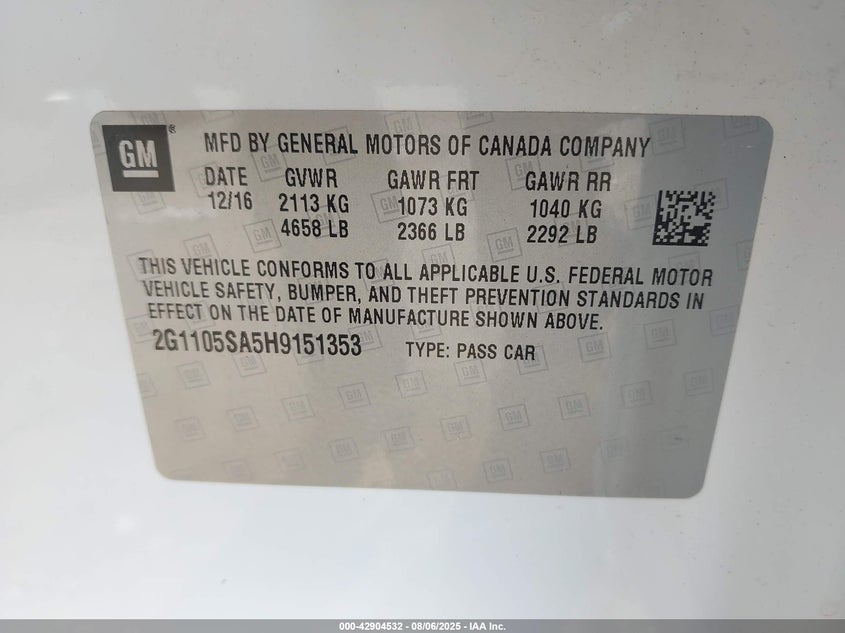 GM ® MFD BY GENERAL MOTORS OF CANADA COMPANY
DATE GVWR GAWR FRT GAWR RR
12/16 2113 KG 1073 KG 1040 KG
4658 LB 2366 LB 2292 LB
THIS VEHICLE CONFORMS TO ALL APPLICABLE U.S. FEDERAL MOTOR
VEHICLE SAFETY, BUMPER, AND THEFT PREVENTION STANDARDS IN
EFFECT ON THE DATE OF MANUFACTURE SHOWN ABOVE.
2G1105SA5H9151353 TYPE: PASS CAR
000-42904532 - 08/06/2025 - IAA Inc.